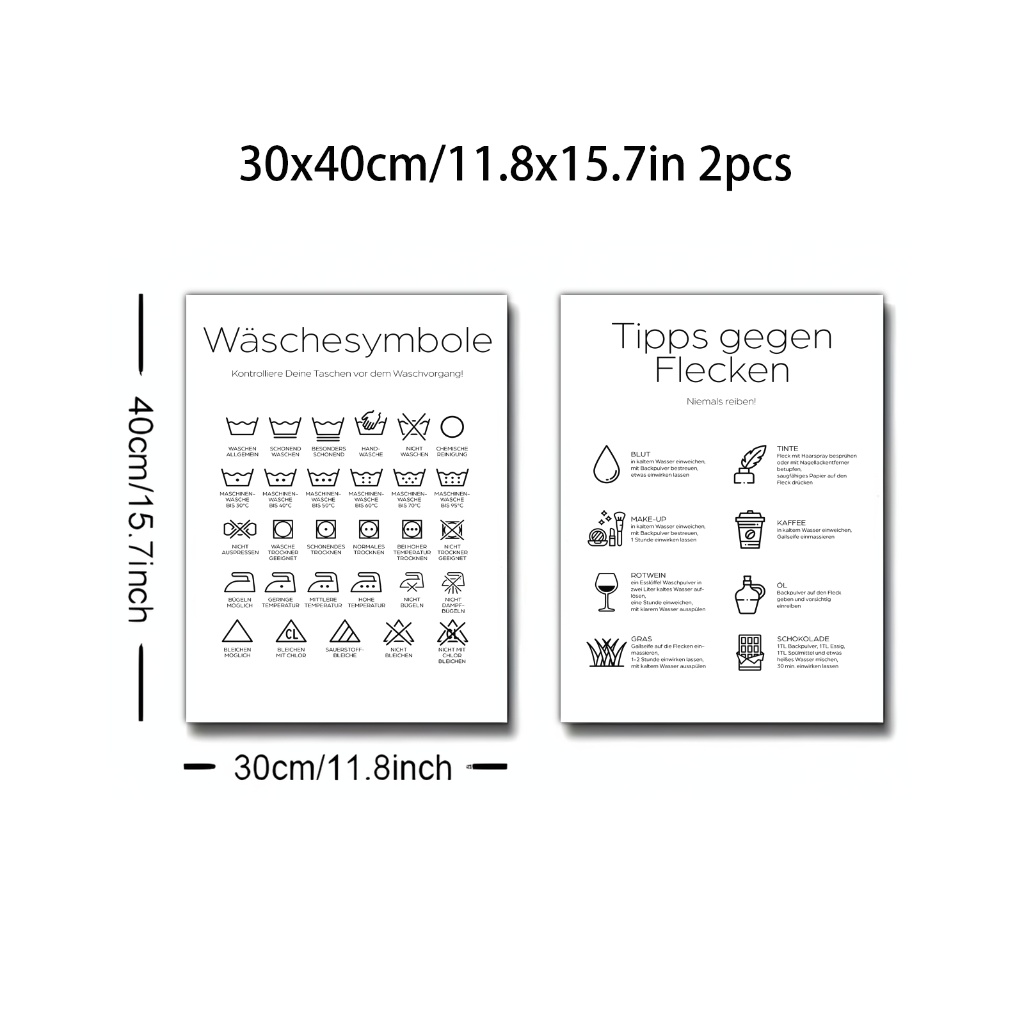 30x40cm/11.8x15.7in 2pcs
40cm/15.7inch
Wäschesymbole
Kontrolliere Deine Taschen vor dem Waschvorgang!
WASCHEN
ALLGEMEIN
SCHONEND
WASCHEN
BESONDERS
SCHONEND
HAND-
WÄSCHE
NICHT
WASCHEN
CHEMISCHE
REINIGUNG
MASCHINEN-
WÄSCHE
BIS 30°C
MASCHINEN-
WÄSCHE
BIS 40°C
MASCHINEN-
WÄSCHE
BIS 50°C
MASCHINEN-
WÄSCHE
BIS 60°C
MASCHINEN-
WÄSCHE
BIS 70°C
MASCHINEN-
WÄSCHE
BIS 95°C
NICHT
AUSPRESSEN
WÄSCHE
TROCKNER
GEEIGNET
SCHONENDES
TROCKNEN
NORMALES
TROCKNEN
BEI HOHER
TEMPERATUR
TROCKNEN
NICHT
TROCKNER
GEEIGNET
BÜGELN
MÖGLICH
GERINGE
TEMPERATUR
MITTLERE
TEMPERATUR
HOHE
TEMPERATUR
NICHT
BÜGELN
NICHT
DAMPF-
BÜGELN
CL
CL
BLEICHEN
MÖGLICH
BLEICHEN
MIT CHLOR
SAUERSTOFF-
BLEICHE
NICHT
BLEICHEN
NICHT MIT
CHLOR
BLEICHEN
30cm/11.8inch
Tipps gegen
Flecken
Niemals reiben!
BLUT
in kaltem Wasser einweichen,
mit Backpulver bestreuen,
etwas einwirken lassen
TINTE
Fleck mit Haarspray besprühen
oder mit Nagellackentferner
betupfen,
saugfähiges Papier auf den
Fleck drücken
MAKE-UP
in kaltem Wasser einweichen,
mit Backpulver bestreuen,
1 Stunde einwirken lassen
KAFFEE
in kaltem Wasser einweichen,
Gallseife einmassieren
ROTWEIN
ein Esslöffel Waschpulver in
zwei Liter kaltes Wasser auf-
lösen,
eine Stunde einweichen,
mit klarem Wasser ausspülen
ÖL
Backpulver auf den Fleck
geben und vorsichtig
einreiben
GRAS
Gallseife auf die Flecken ein-
massieren,
1-2 Stunde einwirken lassen,
mit kaltem Wasser ausspülen
SCHOKOLADE
1TL Backpulver, 1TL Essig,
1TL Spülmittel und etwas
heißes Wasser mischen,
30 min. einwirken lassen